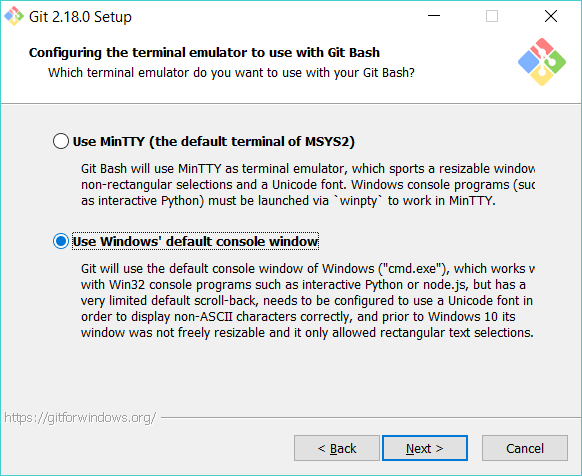 Git 2.18.0 Setup
Configuring the terminal emulator to use with Git Bash
Which terminal emulator do you want to use with your Git Bash?
Use MinTTY (the default terminal of MSYS2)
Git Bash will use MinTTY as terminal emulator, which sports a resizable window
non-rectangular selections and a Unicode font. Windows console programs (suc
as interactive Python) must be launched via `winpty` to work in MinTTY.
Use Windows' default console window
Git will use the default console window of Windows ("cmd.exe"), which works w
with Win32 console programs such as interactive Python or node.js, but has a
very limited default scroll-back, needs to be configured to use a Unicode font in
order to display non-ASCII characters correctly, and prior to Windows 10 its
window was not freely resizable and it only allowed rectangular text selections.
https://gitforwindows.org/
< Back
Next >
Cancel